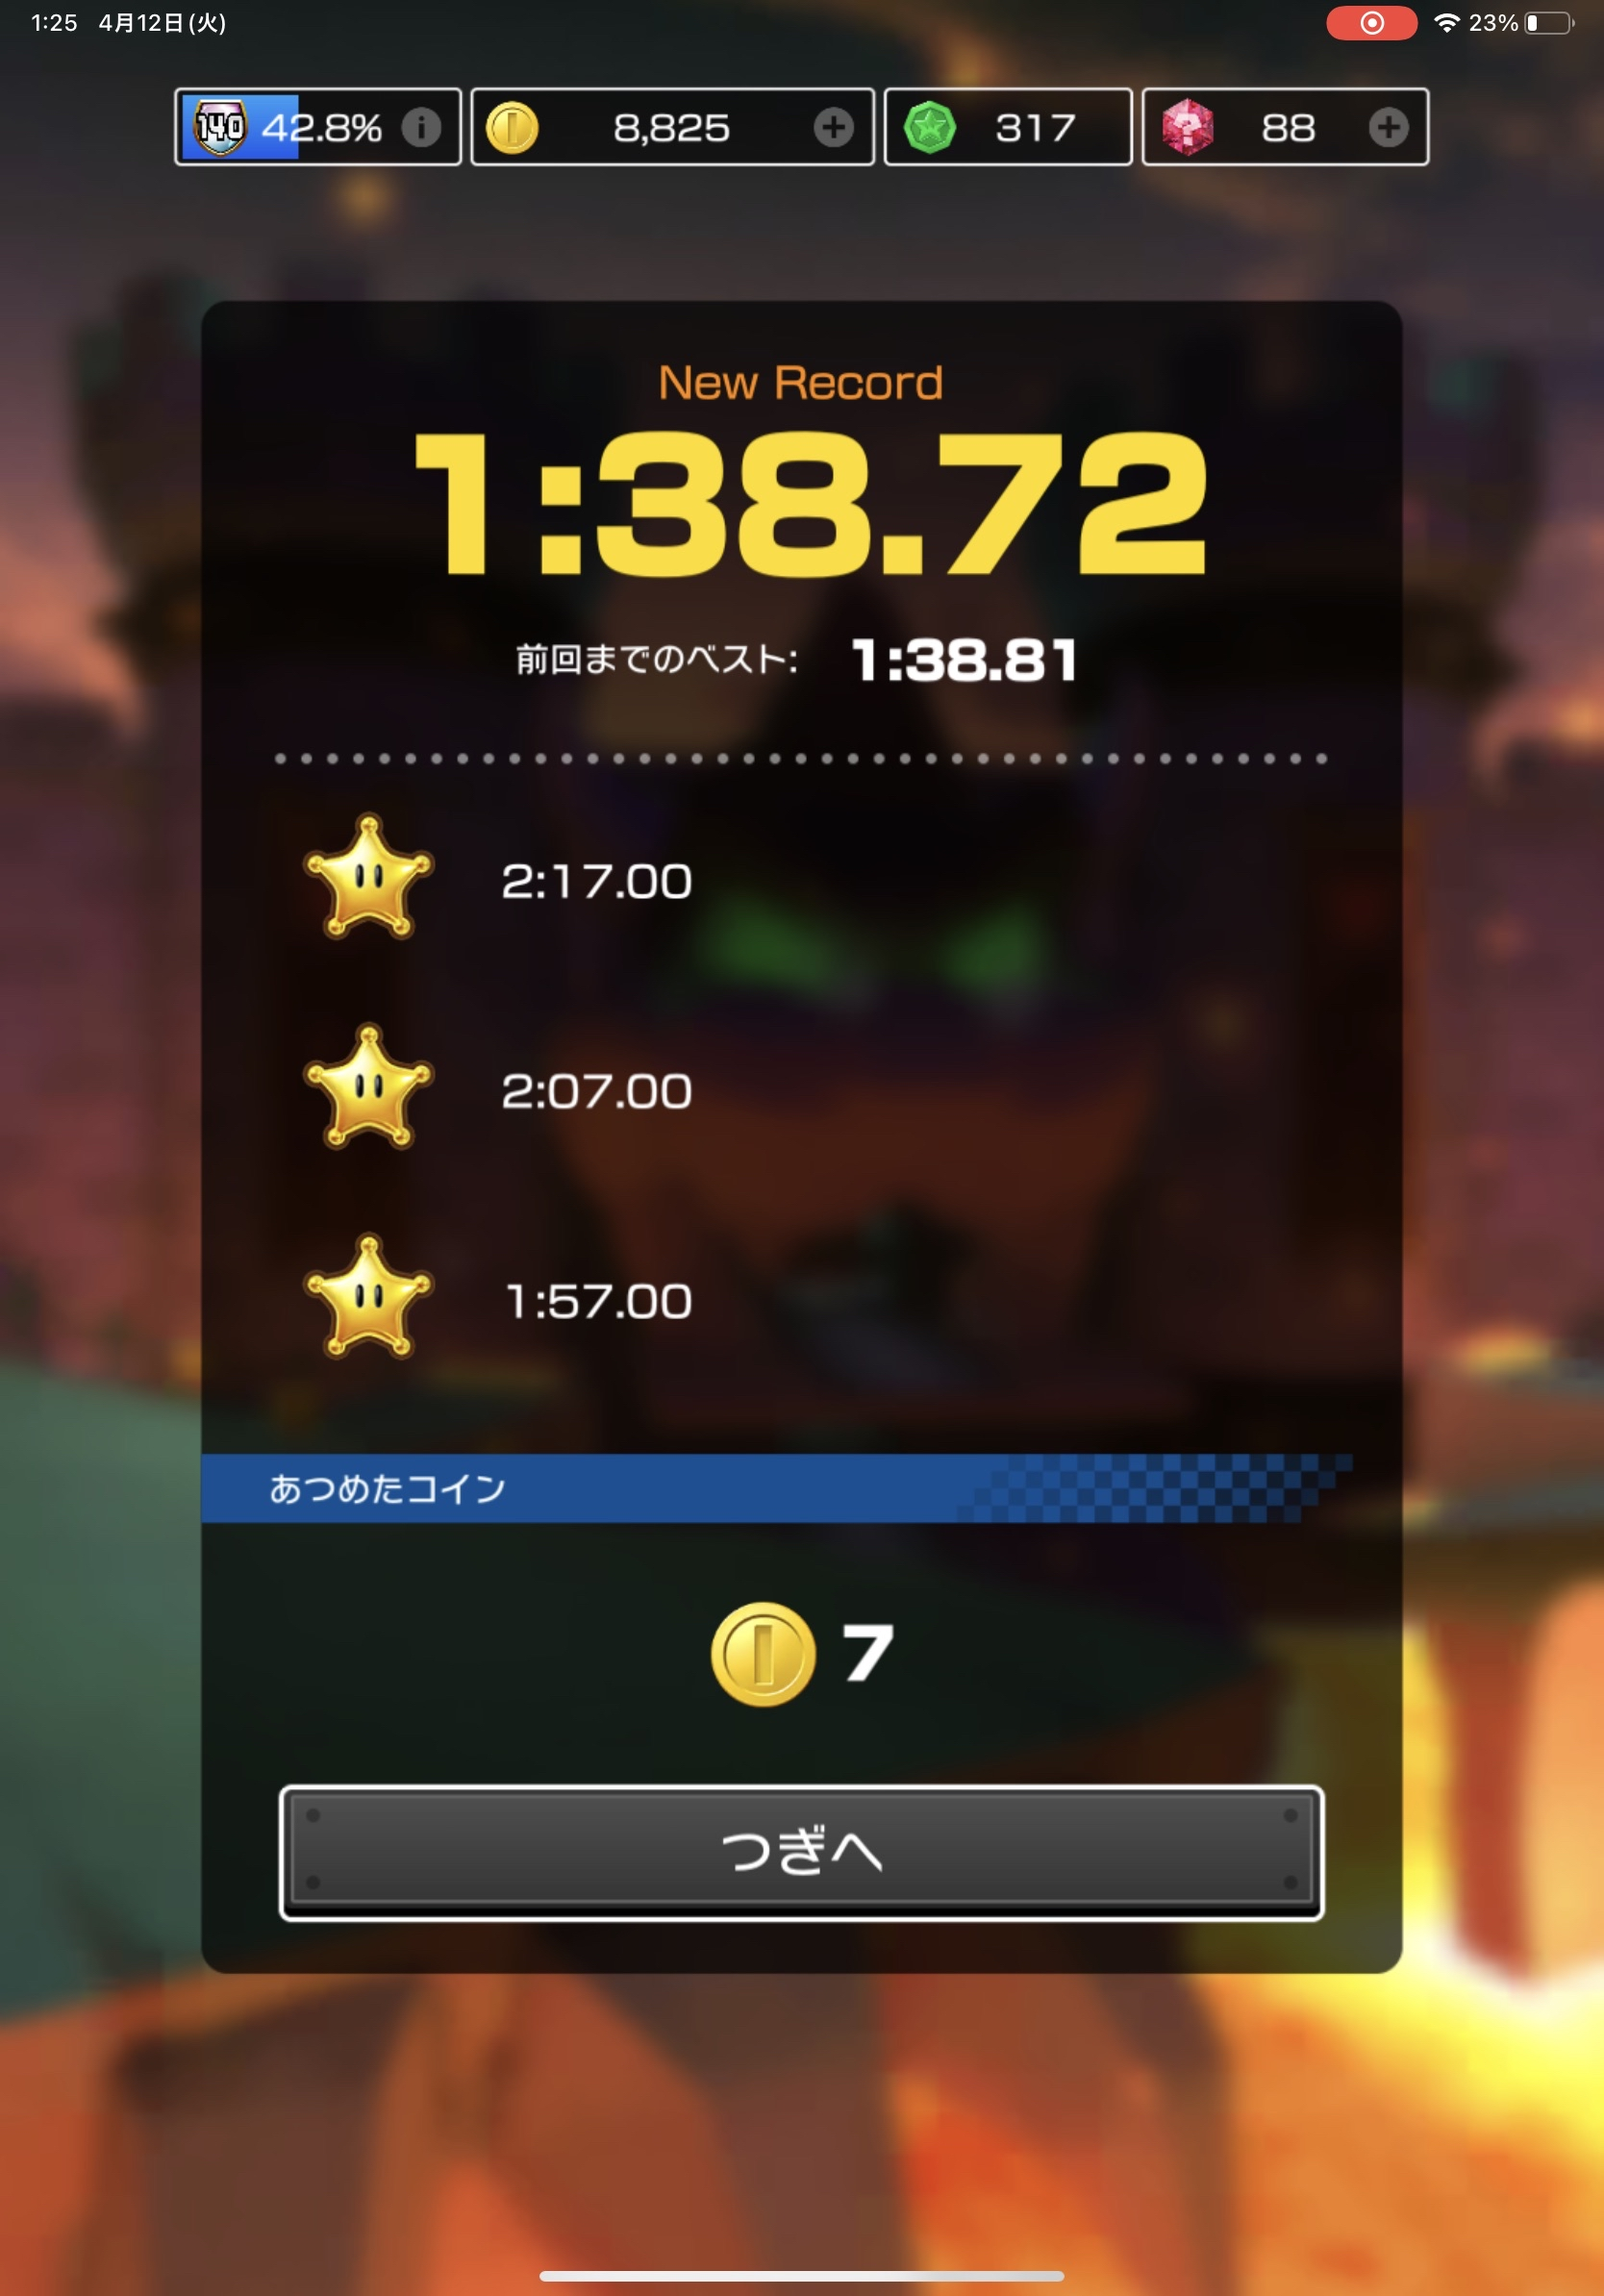 1:25 4月12日(火) 23%
140 42.8% i 8,825 + 317 ? 88 +
New Record
1:38.72
前回までのベスト: 1:38.81
2:17.00
2:07.00
1:57.00
あつめたコイン
7
つぎへ